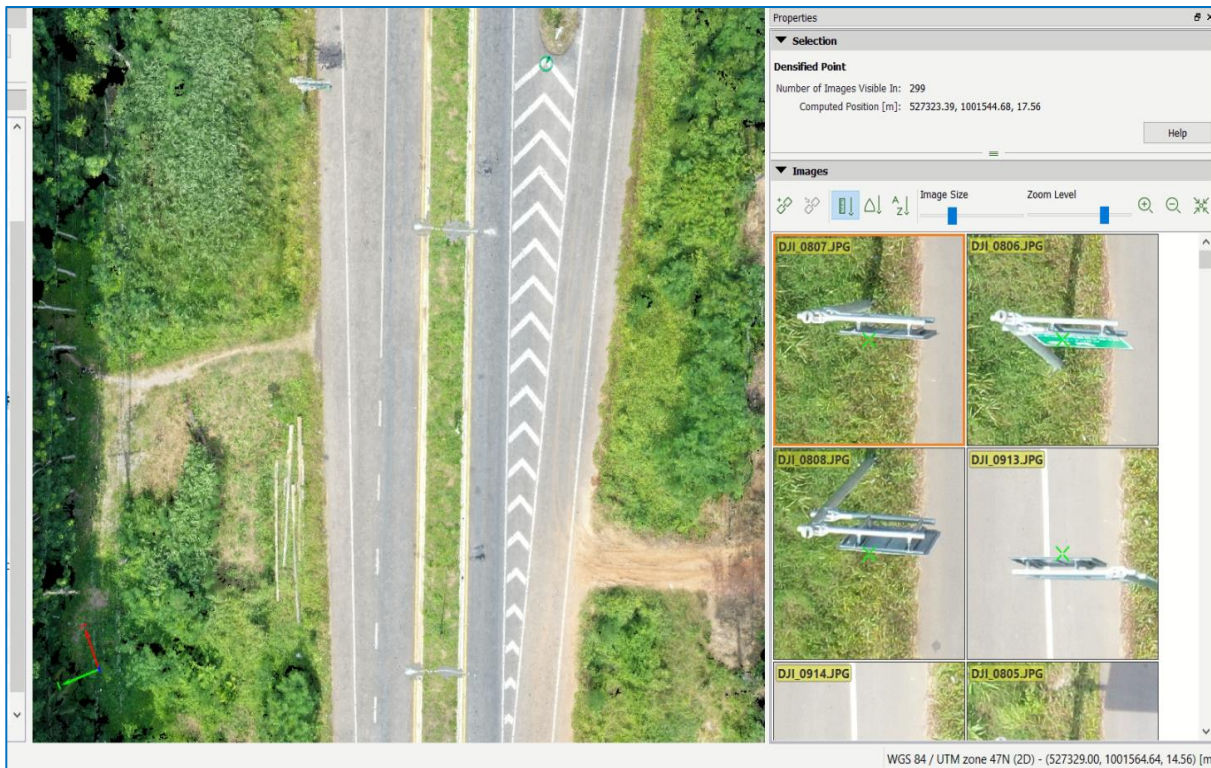 Properties
Selection
Densified Point
Number of Images Visible In: 299
Computed Position [m]: 527323.39, 1001544.68, 17.56
Help
Images
Image Size
Zoom Level
DJI_0807.JPG
DJI_0806.JPG
DJI_0808.JPG
DJI_0913.JPG
DJI_0914.JPG
DJI_0805.JPG
WGS 84 / UTM zone 47N (2D) - (527329.00, 1001564.64, 14.56) [m